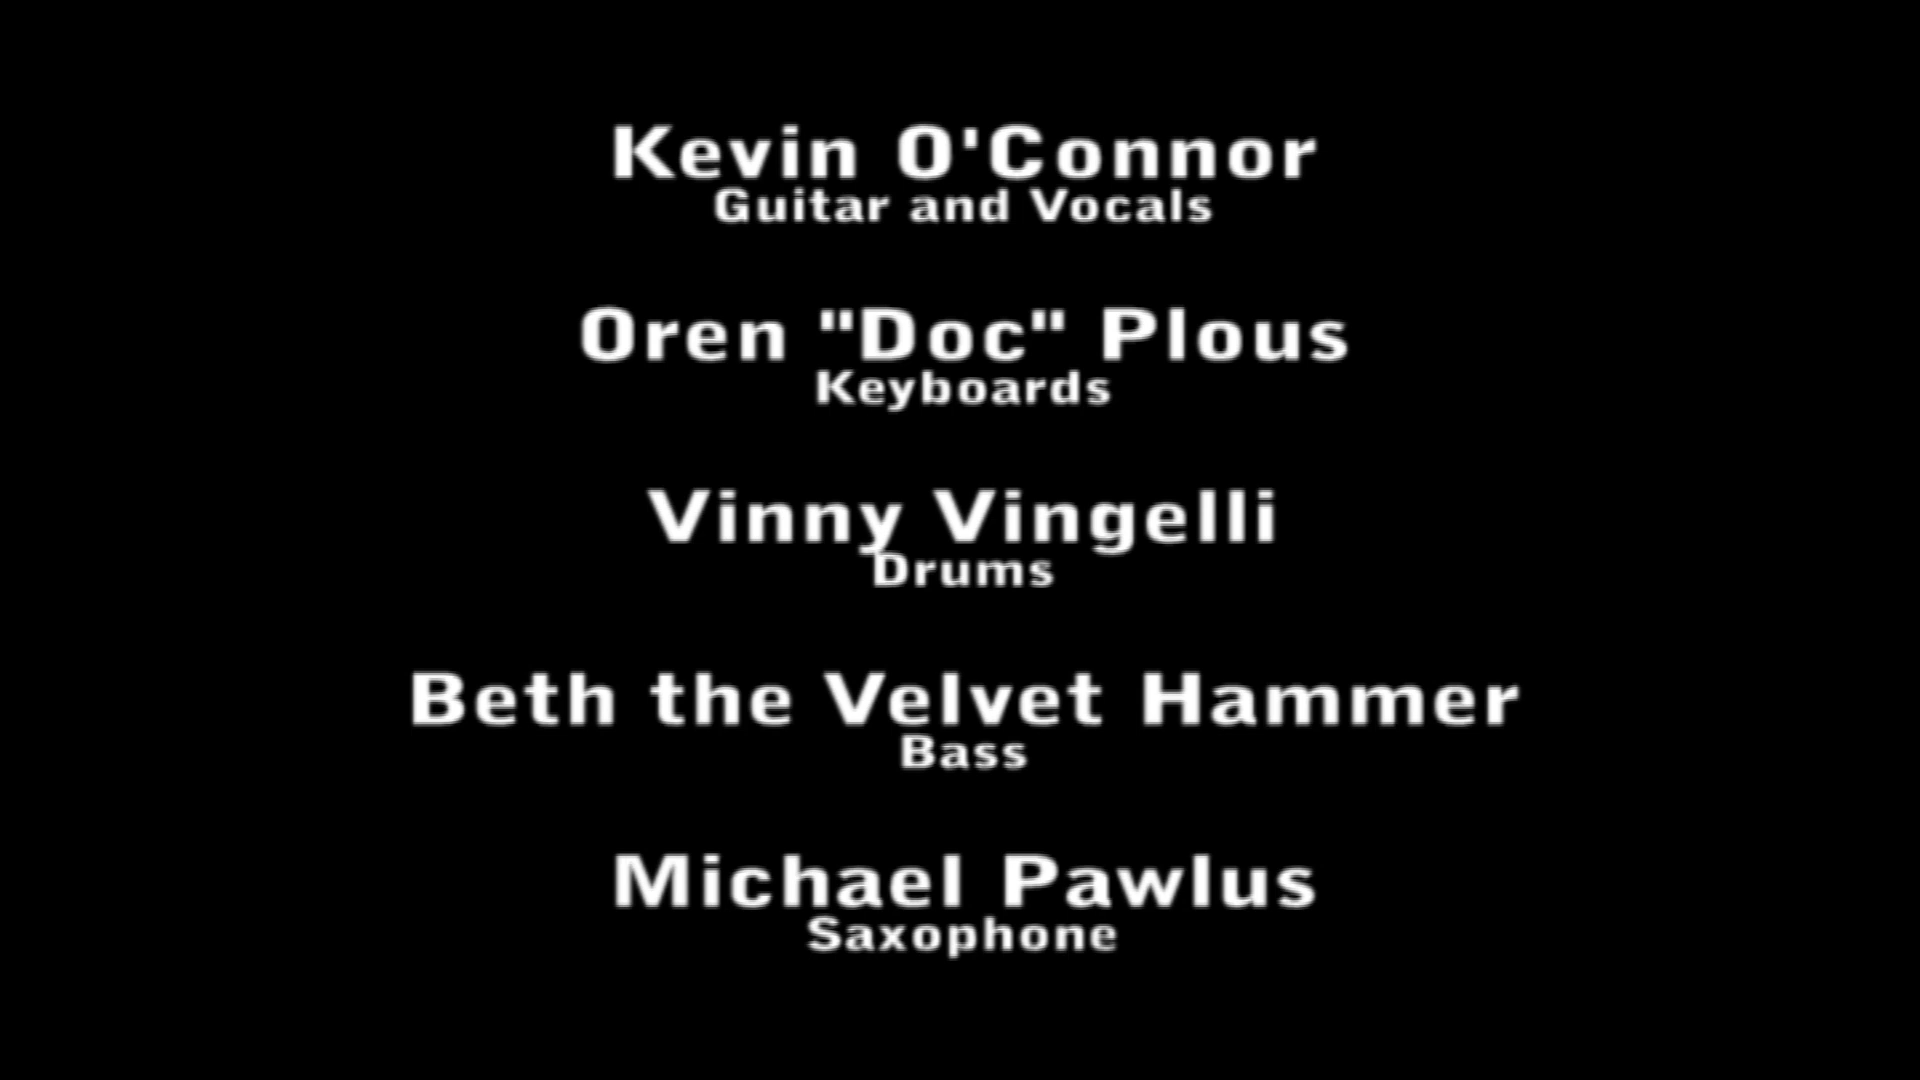 Kevin O'Connor
Guitar and Vocals
Oren "Doc" Plous
Keyboards
Vinny Vingelli
Drums
Beth the Velvet Hammer
Bass
Michael Pawlus
Saxophone